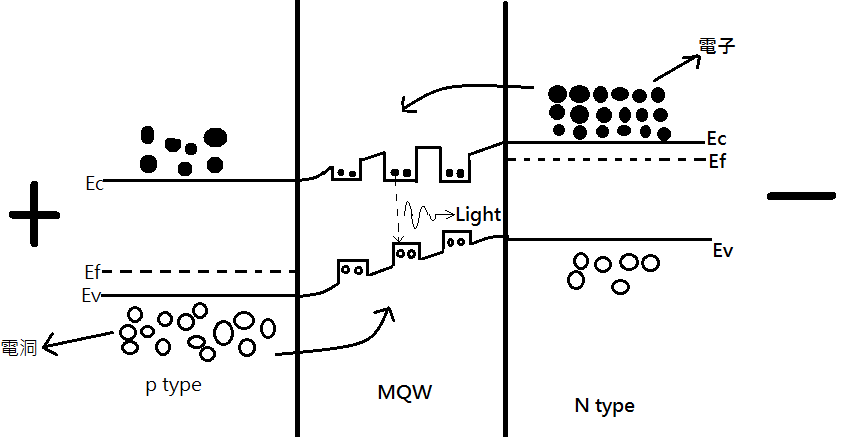 電子
Ec
Ef
Ec
Light
Ev
Ef
Ev
電洞
p type
MQW
N type